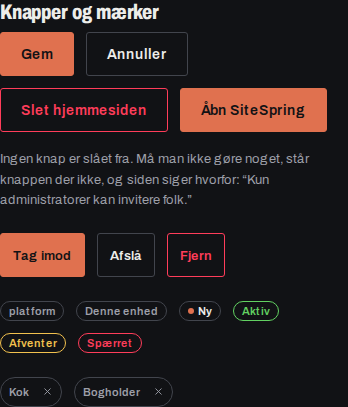 Knapper og mærker
Gem
Annuller
Slet hjemmesiden
Åbn SiteSpring
Ingen knap er slået fra. Må man ikke gøre noget, står
knappen der ikke, og siden siger hvorfor: “Kun
administratorer kan invitere folk.”
Tag imod
Afslå
Fjern
platform
Denne enhed
Ny
Aktiv
Afventer
Spærret
Kok ×
Bogholder ×